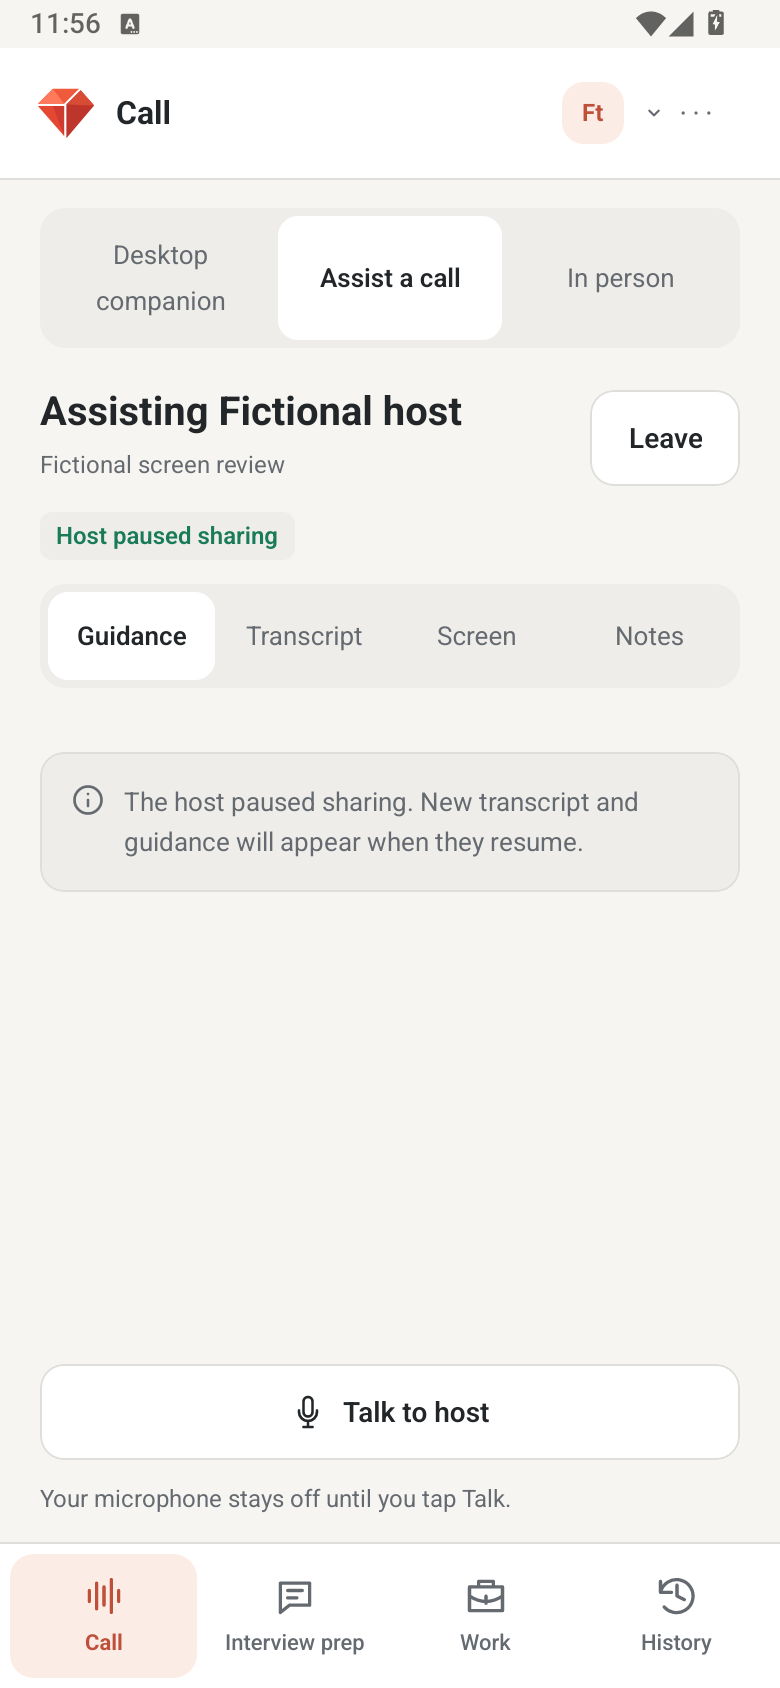 11:56
A
Call
Ft
Desktop
companion
Assist a call
In person
Assisting Fictional host
Fictional screen review
Leave
Host paused sharing
Guidance
Transcript
Screen
Notes
The host paused sharing. New transcript and
guidance will appear when they resume.
Talk to host
Your microphone stays off until you tap Talk.
Call
Interview prep
Work
History